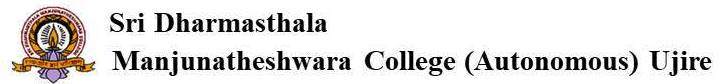 Sri Dharmasthala
Manjunatheshwara College (Autonomous) Ujire